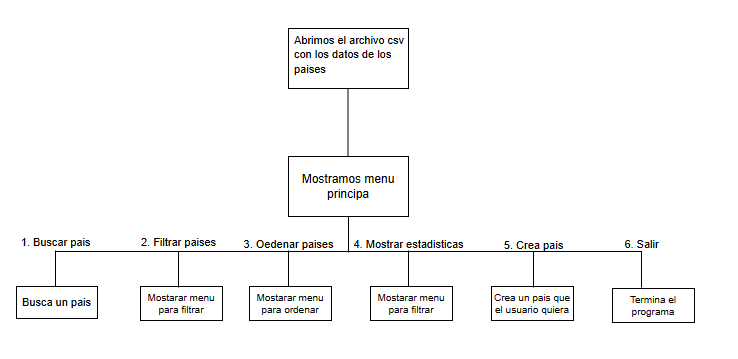 Abrimos el archivo csv
con los datos de los
paises
Mostramos menu
principa
1. Buscar pais
2. Filtrar paises
3. Oedenar paises
4. Mostrar estadisticas
5. Crea pais
6. Salir
Busca un pais
Mostarar menu
para filtrar
Mostarar menu
para ordenar
Mostarar menu
para filtrar
Crea un pais que
el usuario quiera
Termina el
programa